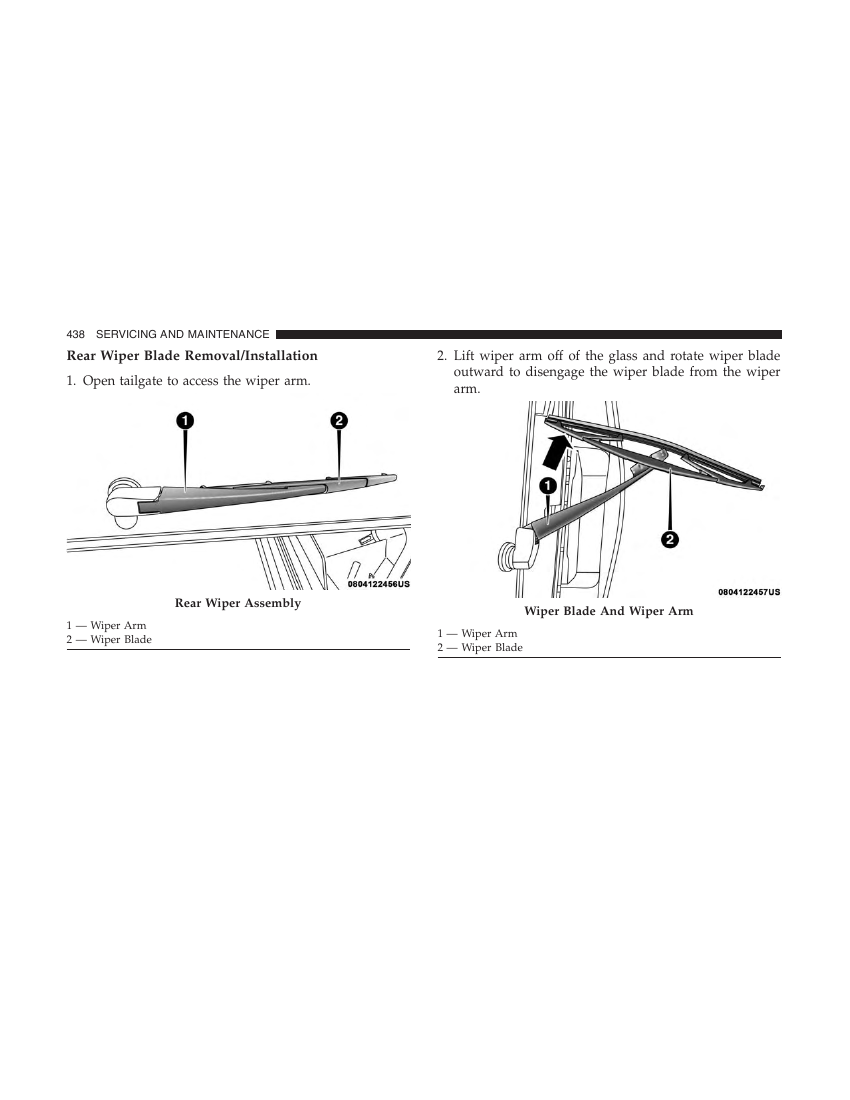 438 SERVICING AND MAINTENANCE
Rear Wiper Blade Removal/Installation
1. Open tailgate to access the wiper arm.
1
2
0804122456US
Rear Wiper Assembly
1 — Wiper Arm
2 — Wiper Blade
2. Lift wiper arm off of the glass and rotate wiper blade
outward to disengage the wiper blade from the wiper
arm.
1
2
0804122457US
Wiper Blade And Wiper Arm
1 — Wiper Arm
2 — Wiper Blade